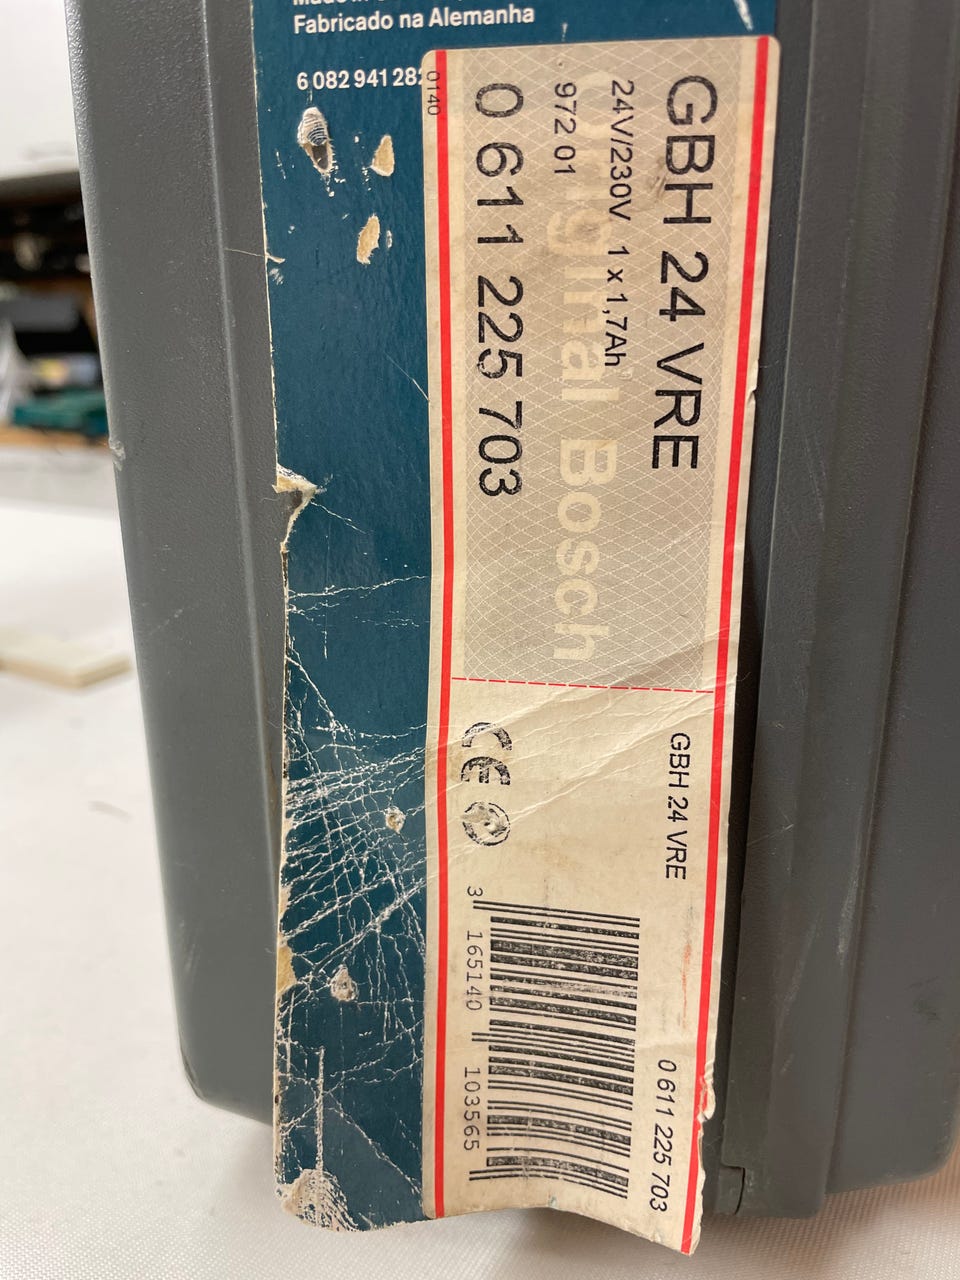 Fabricado na Alemanha
6 082 941 282
GBH 24 VRE
24V/230V 1 x 1,7Ah
972 01
Original Bosch
0 611 225 703
0140
GBH 24 VRE
CE
3 165140 103565
0 611 225 703